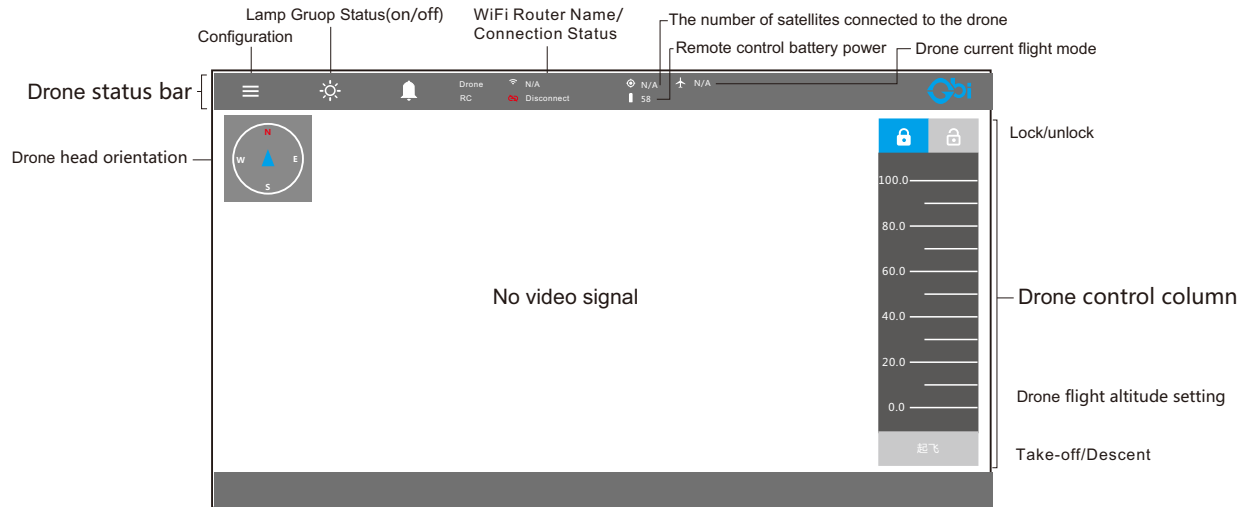 Lamp Gruop Status(on/off)
WiFi Router Name/
Connection Status
The number of satellites connected to the drone
Configuration
Remote control battery power
Drone current flight mode
Drone status bar
Drone N/A N/A N/A
RC Disconnect 58
Gbi
Drone head orientation
N
W E
S
Lock/unlock
100.0
80.0
60.0
No video signal
Drone control column
40.0
20.0
Drone flight altitude setting
0.0
起飞
Take-off/Descent